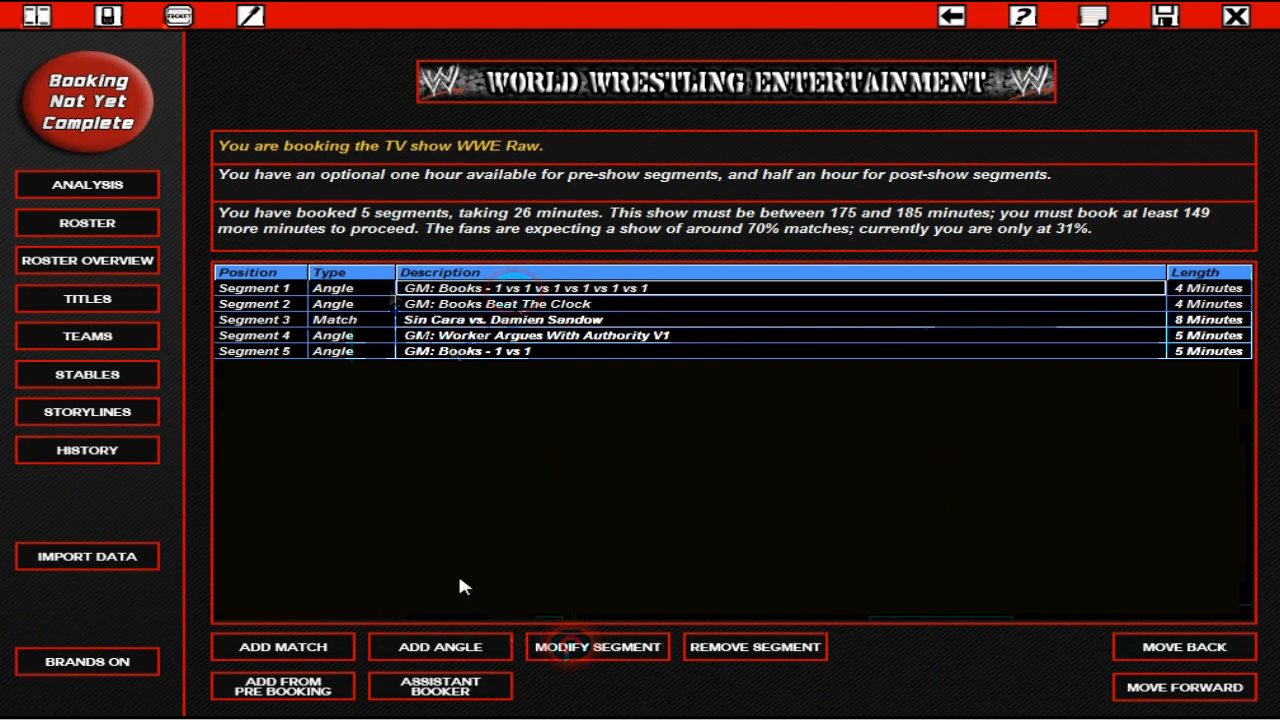 TICKET
?
Booking
Not Yet
Complete
WORLD WRESTLING ENTERTAINMENT
You are booking the TV show WWE Raw.
You have an optional one hour available for pre-show segments, and half an hour for post-show segments.
You have booked 5 segments, taking 26 minutes. This show must be between 175 and 185 minutes; you must book at least 149
more minutes to proceed. The fans are expecting a show of around 70% matches; currently you are only at 31%.
ANALYSIS
ROSTER
ROSTER OVERVIEW
TITLES
TEAMS
STABLES
STORYLINES
HISTORY
IMPORT DATA
BRANDS ON
Position Type Description Length
Segment 1 Angle GM: Books - 1 vs 1 vs 1 vs 1 vs 1 vs 1 4 Minutes
Segment 2 Angle GM: Books Beat The Clock 4 Minutes
Segment 3 Match Sin Cara vs. Damien Sandow 8 Minutes
Segment 4 Angle GM: Worker Argues With Authority V1 5 Minutes
Segment 5 Angle GM: Books - 1 vs 1 5 Minutes
ADD MATCH ADD ANGLE MODIFY SEGMENT REMOVE SEGMENT MOVE BACK
ADD FROM
PRE BOOKING
ASSISTANT
BOOKER
MOVE FORWARD